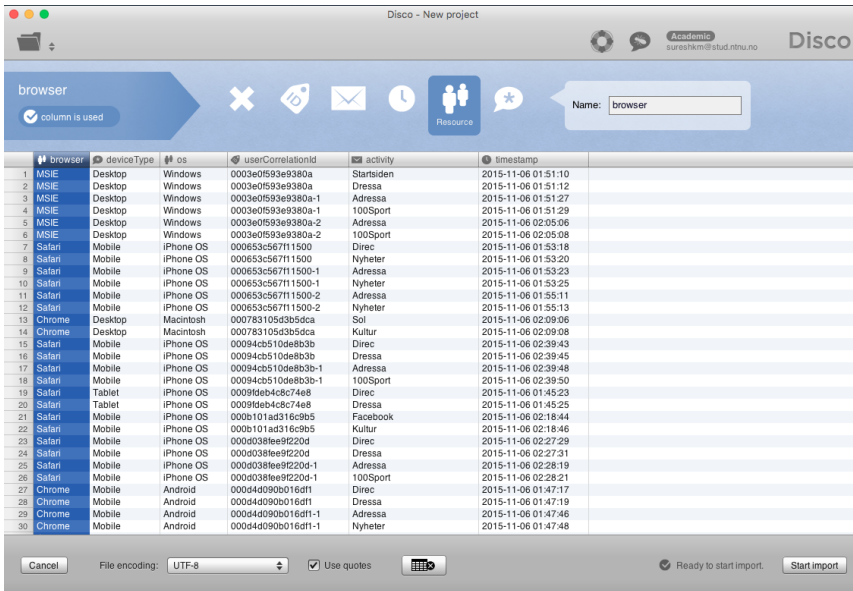 Disco - New project
Academic
sureshkm@stud.ntnu.no
Disco
browser
column is used
Resource
Name: browser
browser deviceType os userCorrelationId activity timestamp
1 MSIE Desktop Windows 0003e0f593e9380a Startsiden 2015-11-06 01:51:10
2 MSIE Desktop Windows 0003e0f593e9380a Dressa 2015-11-06 01:51:12
3 MSIE Desktop Windows 0003e0f593e9380a-1 Adressa 2015-11-06 01:51:27
4 MSIE Desktop Windows 0003e0f593e9380a-1 100Sport 2015-11-06 01:51:29
5 MSIE Desktop Windows 0003e0f593e9380a-2 Adressa 2015-11-06 02:05:06
6 MSIE Desktop Windows 0003e0f593e9380a-2 100Sport 2015-11-06 02:05:08
7 Safari Mobile iPhone OS 000653c567f11500 Direc 2015-11-06 01:53:18
8 Safari Mobile iPhone OS 000653c567f11500 Nyheter 2015-11-06 01:53:20
9 Safari Mobile iPhone OS 000653c567f11500-1 Adressa 2015-11-06 01:53:23
10 Safari Mobile iPhone OS 000653c567f11500-1 Adressa 2015-11-06 01:53:25
11 Safari Mobile iPhone OS 000653c567f11500-2 Adressa 2015-11-06 01:55:11
12 Safari Mobile iPhone OS 000653c567f11500-2 Nyheter 2015-11-06 01:55:13
13 Chrome Desktop Macintosh 000783105d3b5dca Sol 2015-11-06 02:09:06
14 Chrome Desktop Macintosh 000783105d3b5dca Kultur 2015-11-06 02:09:08
15 Safari Mobile iPhone OS 00094cb510de8b3b Direc 2015-11-06 02:39:43
16 Safari Mobile iPhone OS 00094cb510de8b3b Dressa 2015-11-06 02:39:45
17 Safari Mobile iPhone OS 00094cb510de8b3b-1 Adressa 2015-11-06 02:39:48
18 Safari Mobile iPhone OS 00094cb510de8b3b-1 100Sport 2015-11-06 02:39:50
19 Safari Tablet iPhone OS 0009fdeb4c8c74e8 Direc 2015-11-06 01:45:23
20 Safari Tablet iPhone OS 0009fdeb4c8c74e8 Dressa 2015-11-06 01:45:25
21 Safari Mobile iPhone OS 000b101ad316c9b5 Facebook 2015-11-06 02:18:44
22 Safari Mobile iPhone OS 000b101ad316c9b5 Kultur 2015-11-06 02:18:46
23 Safari Mobile iPhone OS 000d038fee9f220d Direc 2015-11-06 02:27:29
24 Safari Mobile iPhone OS 000d038fee9f220d Dressa 2015-11-06 02:27:31
25 Safari Mobile iPhone OS 000d038fee9f220d-1 Adressa 2015-11-06 02:28:19
26 Safari Mobile iPhone OS 000d038fee9f220d-1 100Sport 2015-11-06 02:28:21
27 Chrome Mobile Android 000d4d090b016df1 Direc 2015-11-06 01:47:17
28 Chrome Mobile Android 000d4d090b016df1 Dressa 2015-11-06 01:47:19
29 Chrome Mobile Android 000d4d090b016df1-1 Adressa 2015-11-06 01:47:46
30 Chrome Mobile Android 000d4d090b016df1-1 Nyheter 2015-11-06 01:47:48
Cancel File encoding: UTF-8 Use quotes Ready to start import. Start import